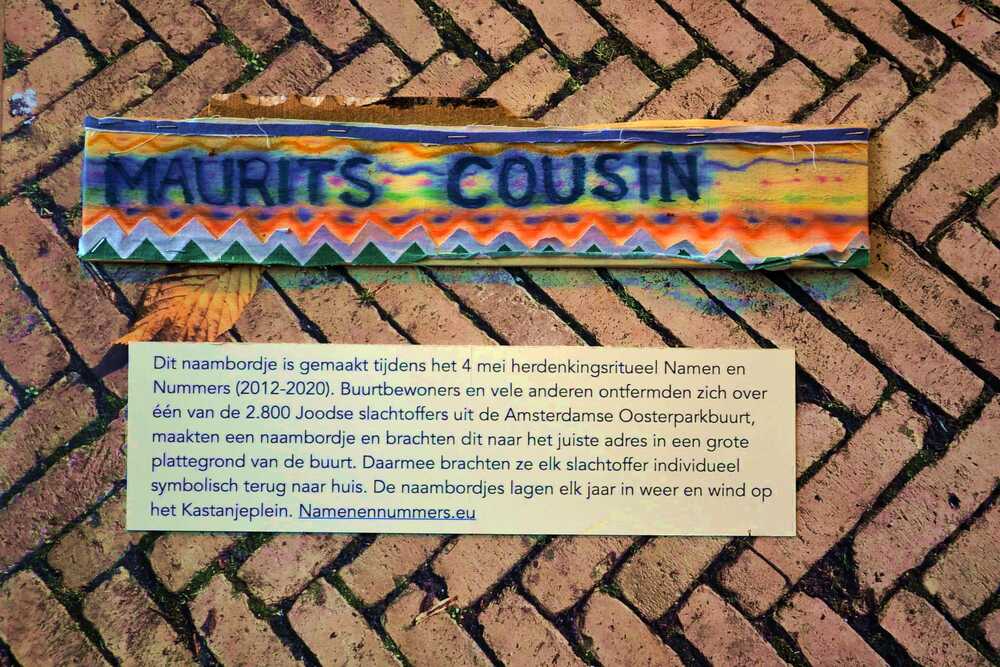 MAURITS COUSIN
Dit naambordje is gemaakt tijdens het 4 mei herdenkingsritueel Namen en
Nummers (2012-2020). Buurtbewoners en vele anderen ontfermden zich over
één van de 2.800 Joodse slachtoffers uit de Amsterdamse Oosterparkbuurt,
maakten een naambordje en brachten dit naar het juiste adres in een grote
plattegrond van de buurt. Daarmee brachten ze elk slachtoffer individueel
symbolisch terug naar huis. De naambordjes lagen elk jaar in weer en wind op
het Kastanjeplein. Namenennummers.eu